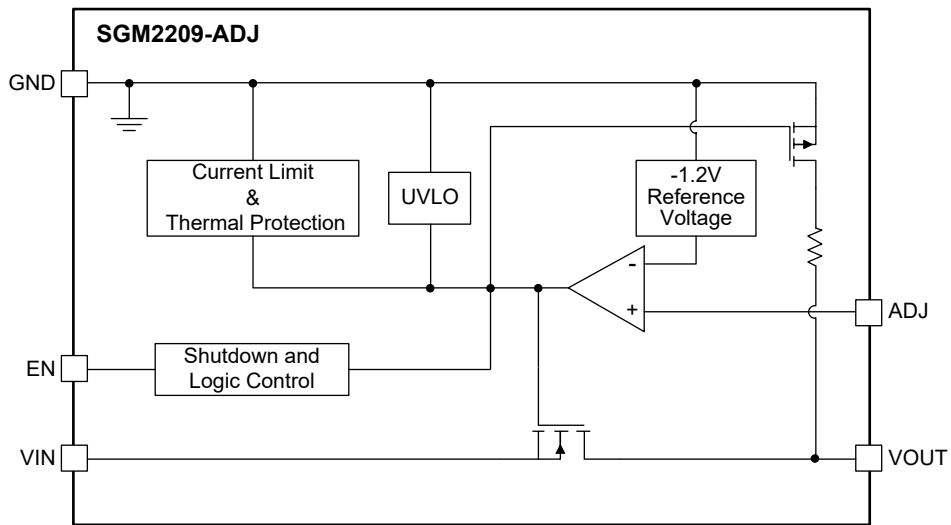 SGM2209-ADJ
GND
Current Limit
&
Thermal Protection
UVLO
-1.2V
Reference
Voltage
-
+
ADJ
EN
Shutdown and
Logic Control
VIN
VOUT